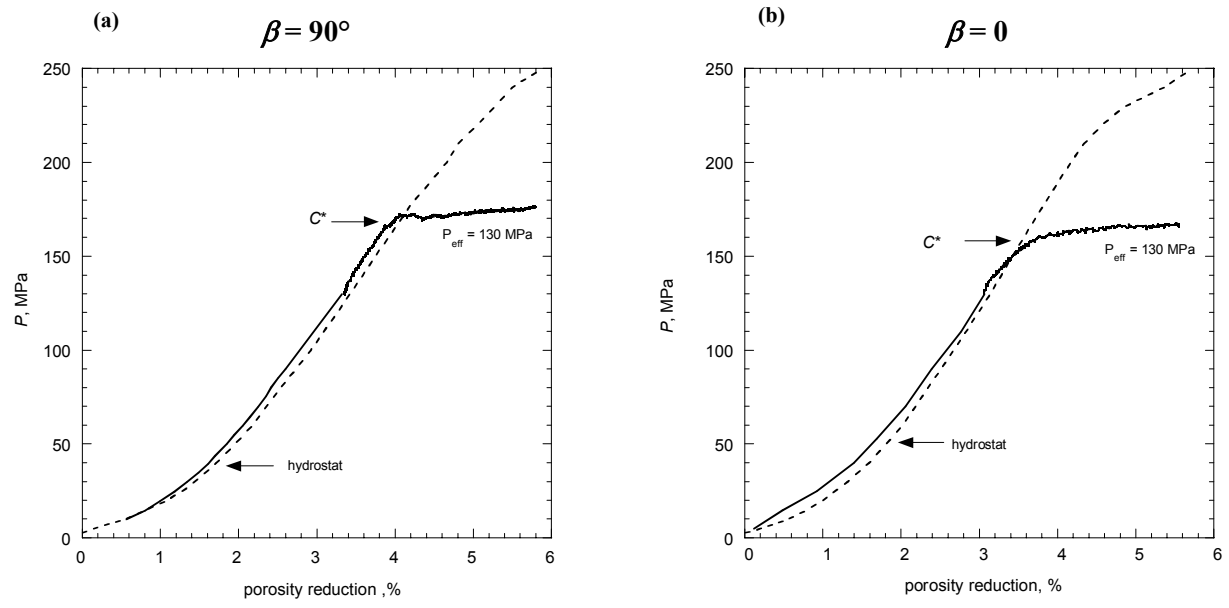 (a)
β = 90°
250
200
150
100
50
0
P, MPa
C*
P_eff = 130 MPa
hydrostat
0 1 2 3 4 5 6
porosity reduction ,%
(b)
β = 0
250
200
150
100
50
0
P, MPa
C*
P_eff = 130 MPa
hydrostat
0 1 2 3 4 5 6
porosity reduction, %